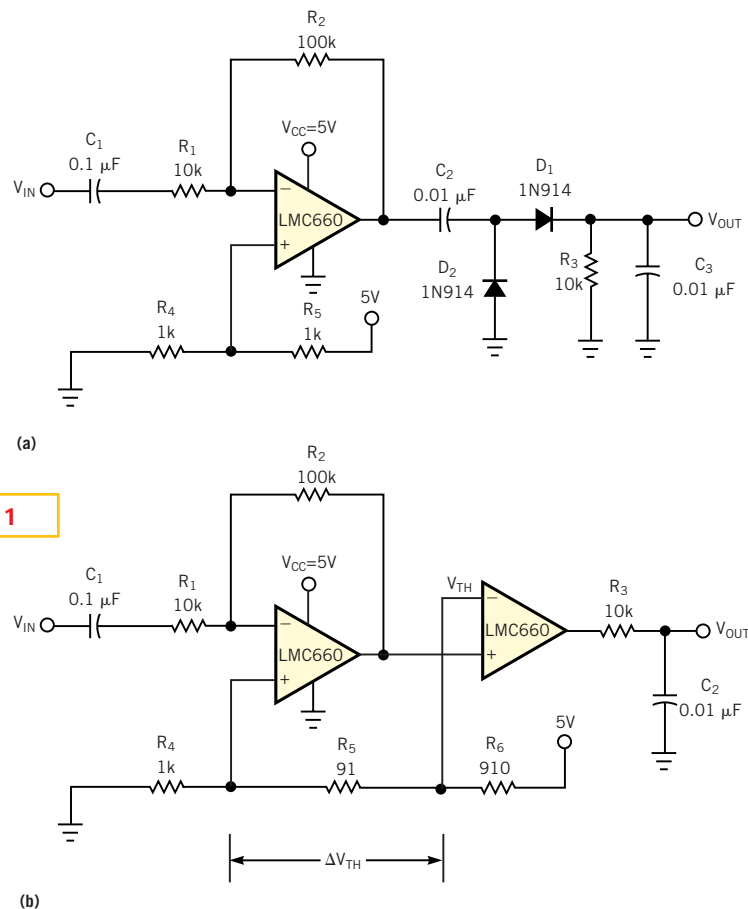 R2
100k
VCC=5V
C1
0.1 µF
R1
10k
VIN
−
LMC660
+
C2
0.01 µF
D1
1N914
VOUT
D2
1N914
R3
10k
C3
0.01 µF
R4
1k
R5
1k
5V
(a)
R2
100k
1
VCC=5V
C1
0.1 µF
R1
10k
VIN
−
LMC660
+
VTH
−
LMC660
+
R3
10k
VOUT
C2
0.01 µF
R4
1k
R5
91
R6
910
5V
ΔVTH
(b)